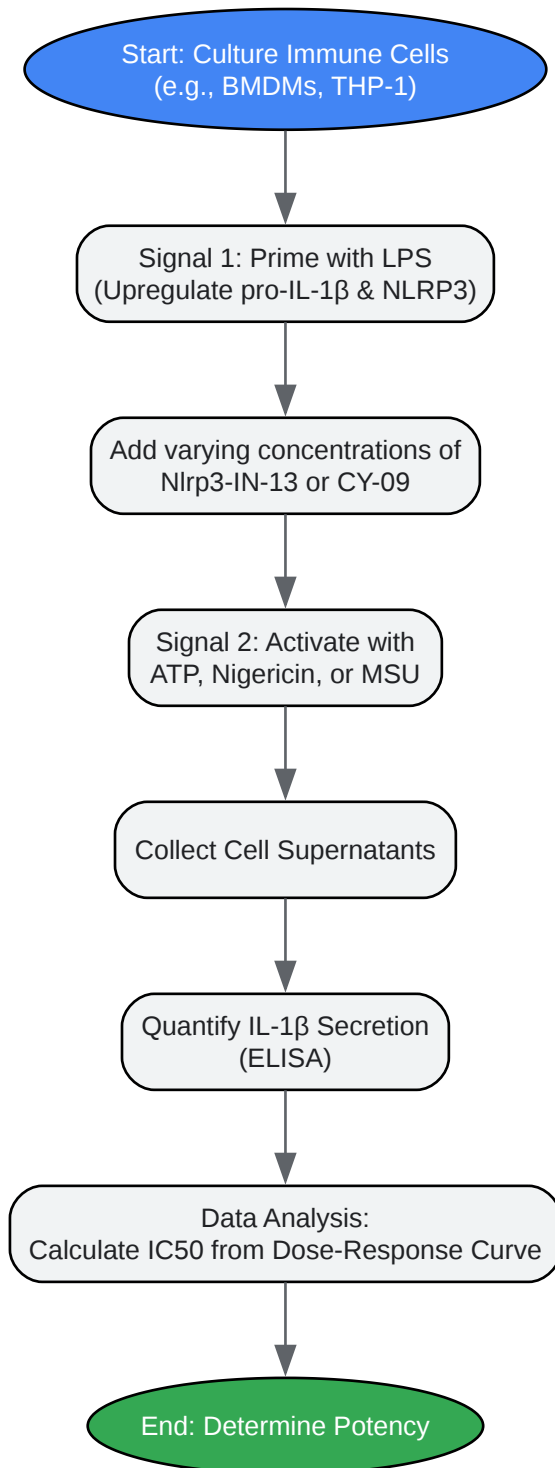 Start: Culture Immune Cells
(e.g., BMDMs, THP-1)
Signal 1: Prime with LPS
(Upregulate pro-IL-1β & NLRP3)
Add varying concentrations of
Nlrp3-IN-13 or CY-09
Signal 2: Activate with
ATP, Nigericin, or MSU
Collect Cell Supernatants
Quantify IL-1β Secretion
(ELISA)
Data Analysis:
Calculate IC50 from Dose-Response Curve
End: Determine Potency